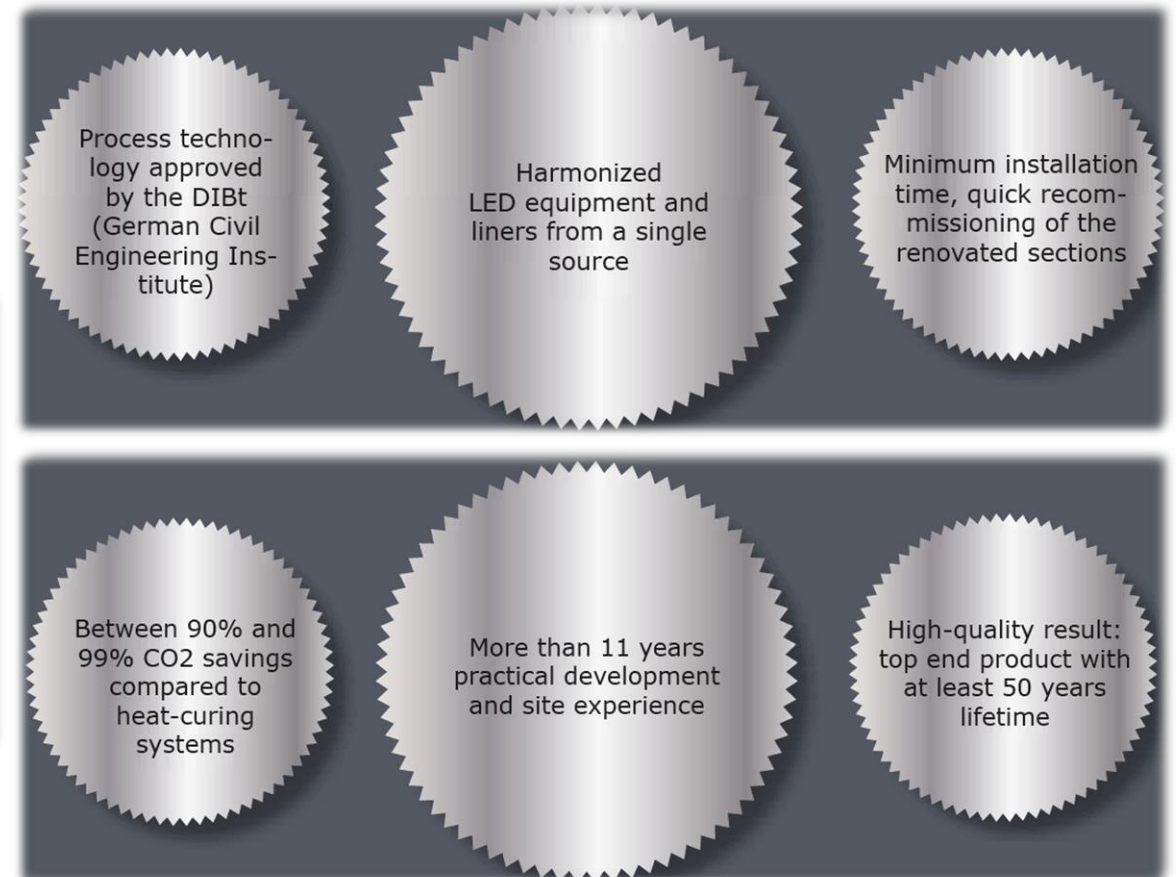 Process techno-
logy approved
by the DIBt
(German Civil
Engineering Ins-
titute)
Harmonized
LED equipment and
liners from a single
source
Minimum installation
time, quick recom-
missioning of the
renovated sections
Between 90% and
99% CO2 savings
compared to
heat-curing
systems
More than 11 years
practical development
and site experience
High-quality result:
top end product with
at least 50 years
lifetime